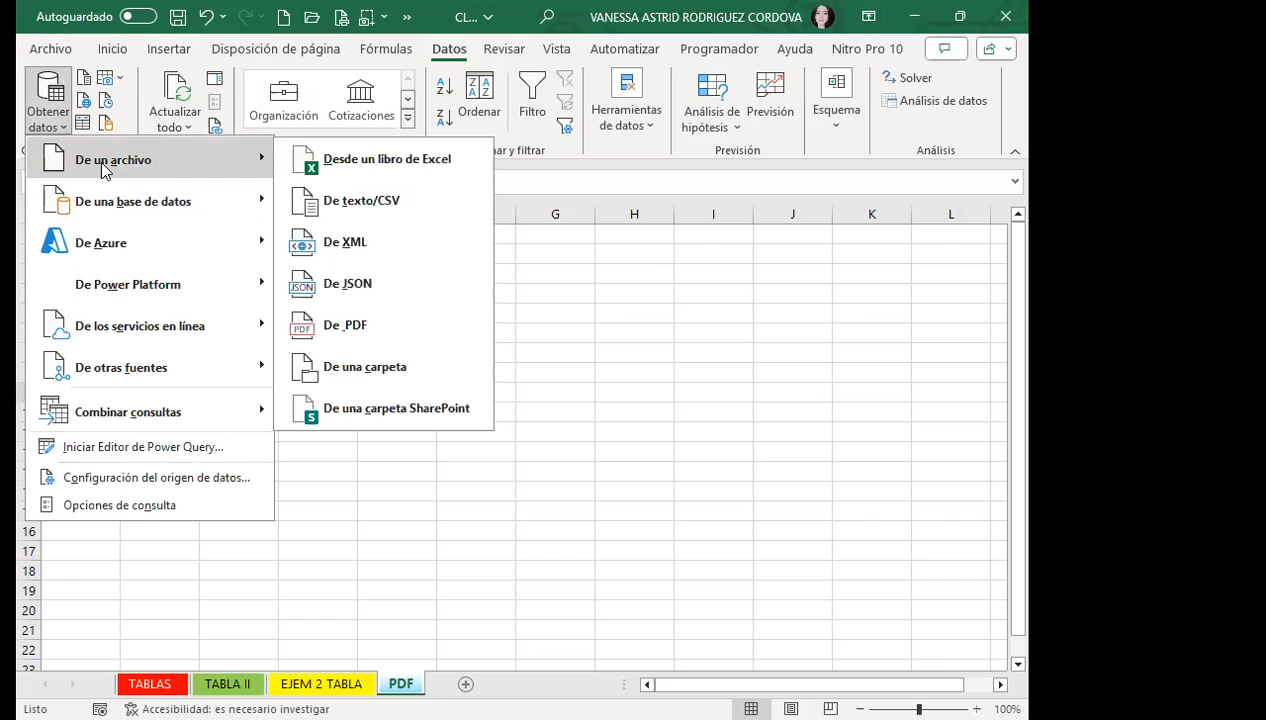 Autoguardado
» CL...
VANESSA ASTRID RODRIGUEZ CORDOVA
Archivo Inicio Insertar Disposición de página Fórmulas Datos Revisar Vista Automatizar Programador Ayuda Nitro Pro 10
Obtener datos
Actualizar todo
Organización
Cotizaciones
Ordenar
Filtro
Herramientas de datos
Análisis de hipótesis
Previsión
Esquema
Solver
Análisis de datos
ar y filtrar
Previsión
Análisis
De un archivo
De una base de datos
De Azure
De Power Platform
De los servicios en línea
De otras fuentes
Combinar consultas
Iniciar Editor de Power Query...
Configuración del origen de datos...
Opciones de consulta
Desde un libro de Excel
De texto/CSV
De XML
De JSON
De PDF
De una carpeta
De una carpeta SharePoint
G H I J K L
16
17
18
19
20
21
22
23
TABLAS TABLA II EJEM 2 TABLA PDF
Listo
Accesibilidad: es necesario investigar
100%